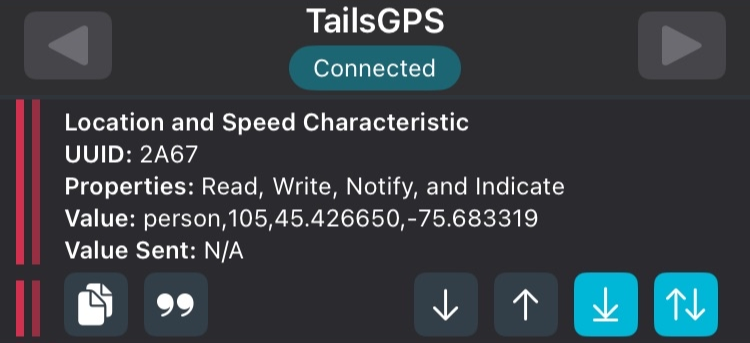 TailsGPS
Connected
Location and Speed Characteristic
UUID: 2A67
Properties: Read, Write, Notify, and Indicate
Value: person,105,45.426650,-75.683319
Value Sent: N/A